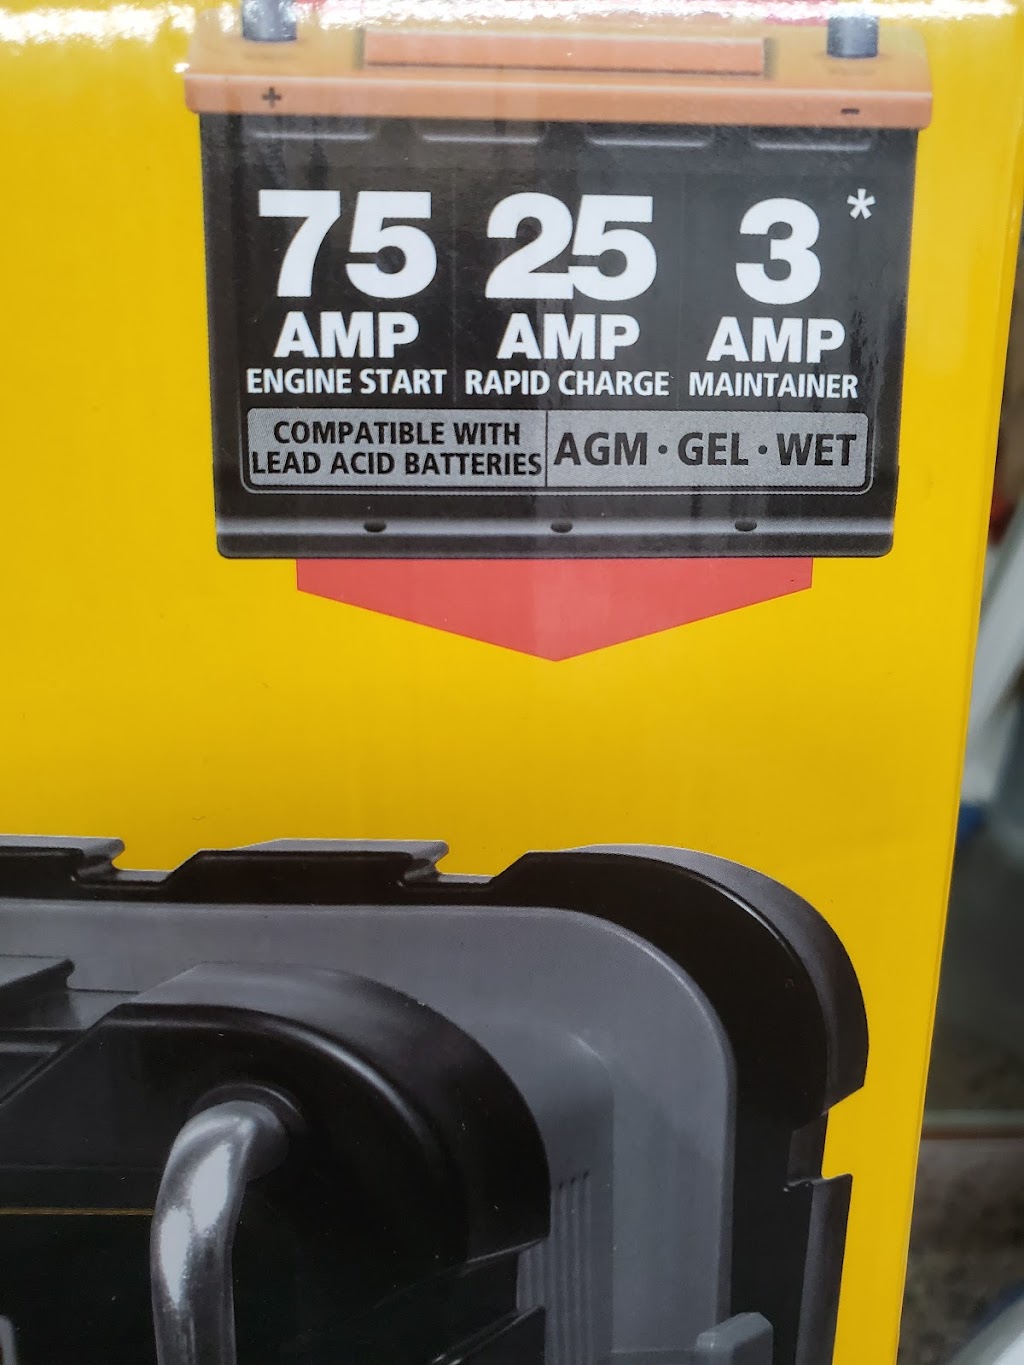 + -
75 25 3*
AMP AMP AMP
ENGINE START RAPID CHARGE MAINTAINER
COMPATIBLE WITH
LEAD ACID BATTERIES
AGM • GEL • WET